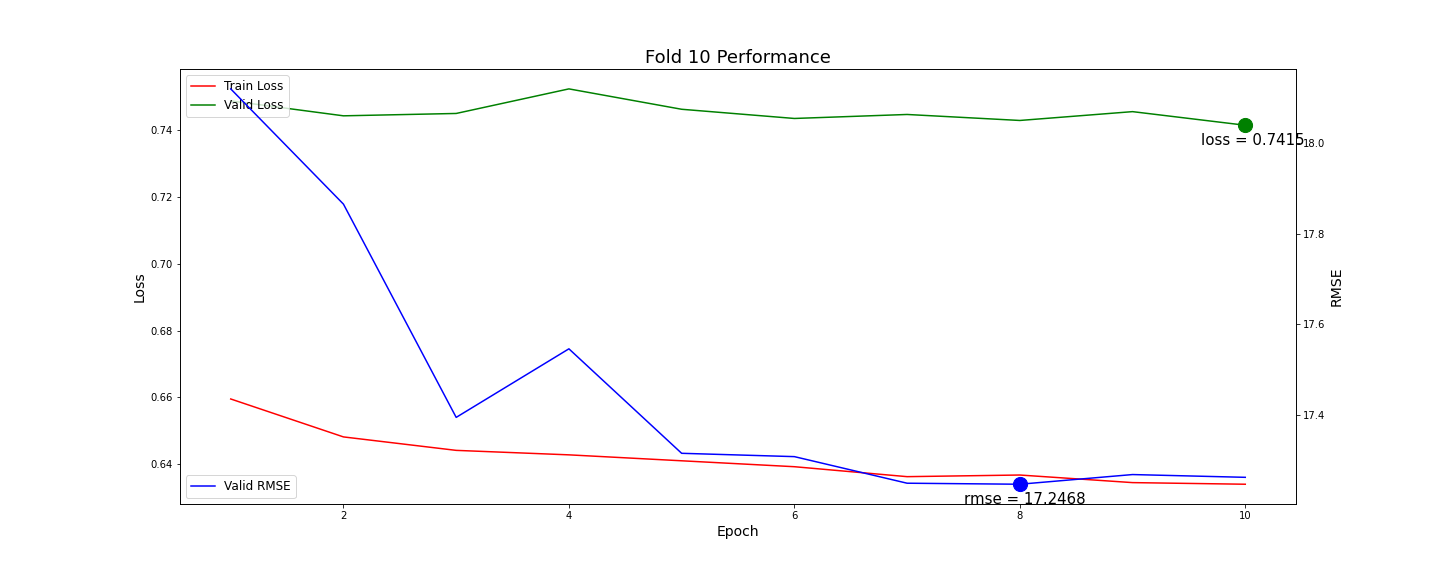 Fold 10 Performance
Train Loss
Valid Loss
0.74
0.72
0.70
0.68
0.66
0.64
Loss
loss = 0.7415
18.0
17.8
17.6
17.4
RMSE
Valid RMSE
rmse = 17.2468
2
4
6
8
10
Epoch